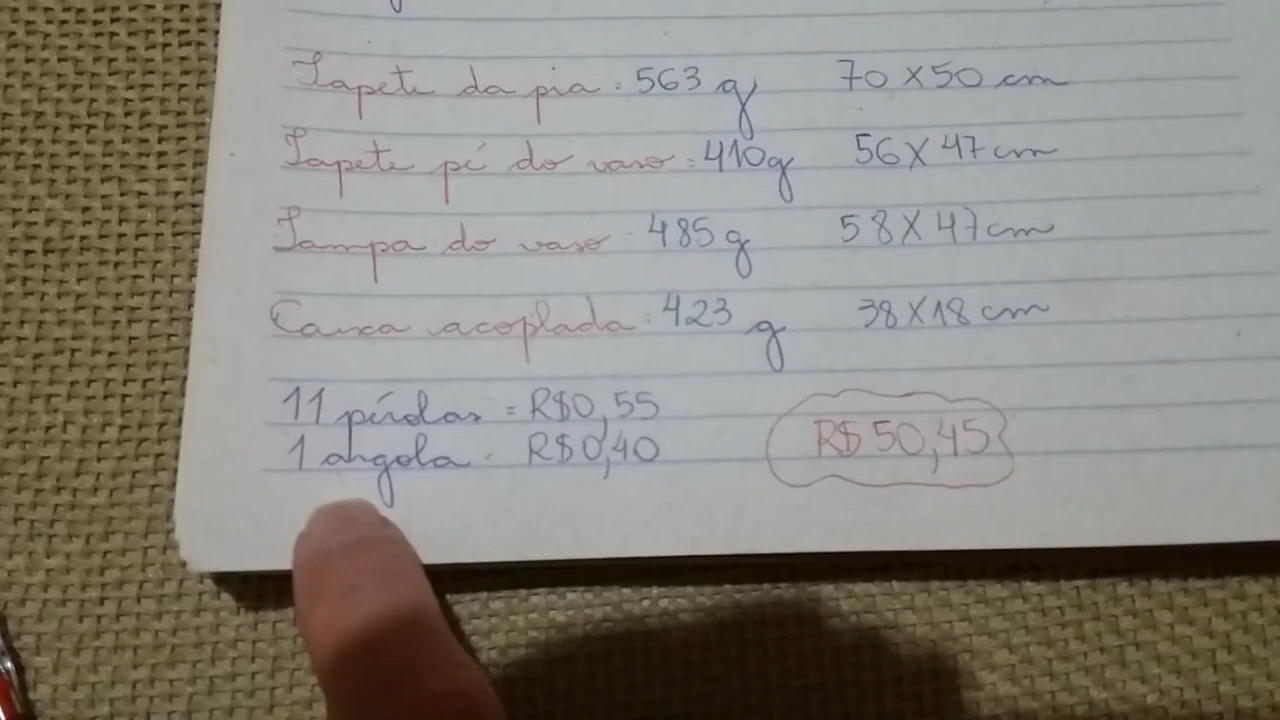 Tapete da pia: 563 g 70 X 50 cm
Tapete pé do vaso: 410g 56 X 47 cm
Tampa do vaso: 485 g 58 X 47 cm
Caixa acoplada: 423 g 38 X 18 cm
11 pérolas = R$0,55
1 argola - R$0,40 R$ 50,45